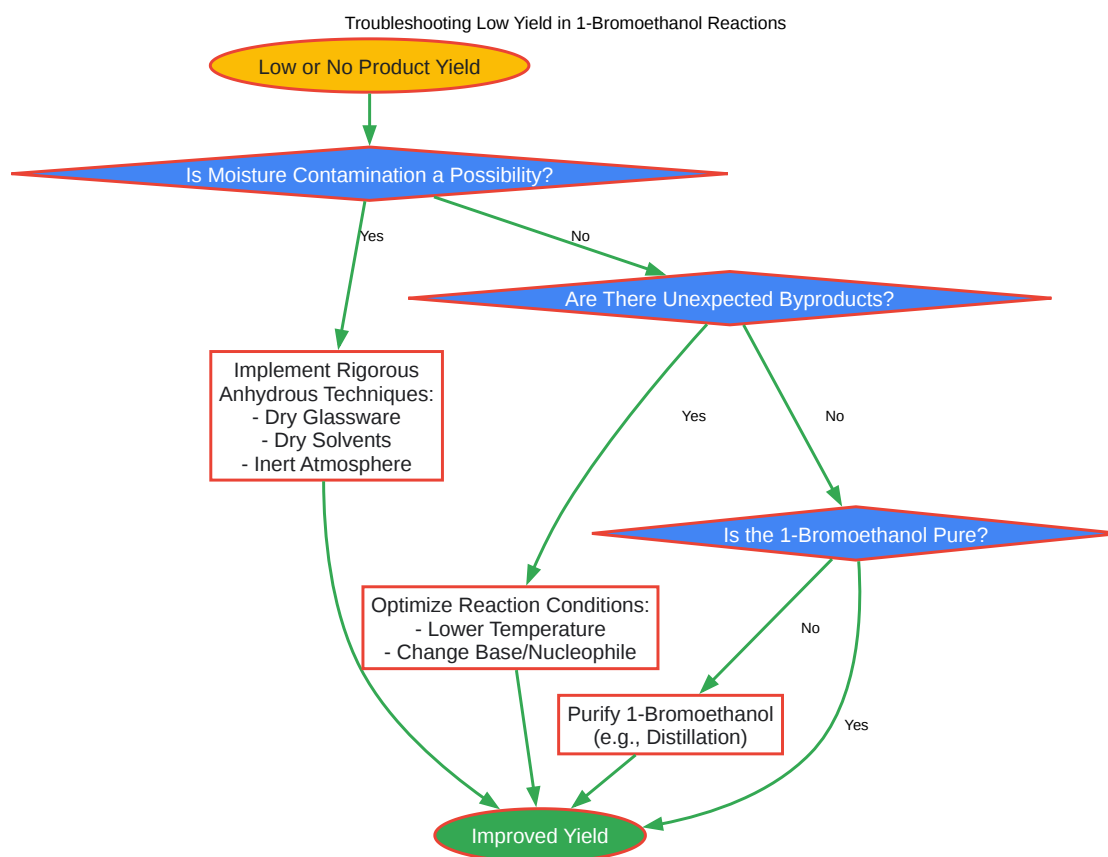 Troubleshooting Low Yield in 1-Bromoethanol Reactions
Low or No Product Yield
Is Moisture Contamination a Possibility?
Yes
No
Are There Unexpected Byproducts?
Implement Rigorous
Anhydrous Techniques:
- Dry Glassware
- Dry Solvents
- Inert Atmosphere
Yes
No
Is the 1-Bromoethanol Pure?
Optimize Reaction Conditions:
- Lower Temperature
- Change Base/Nucleophile
No
Purify 1-Bromoethanol
(e.g., Distillation)
Yes
Improved Yield